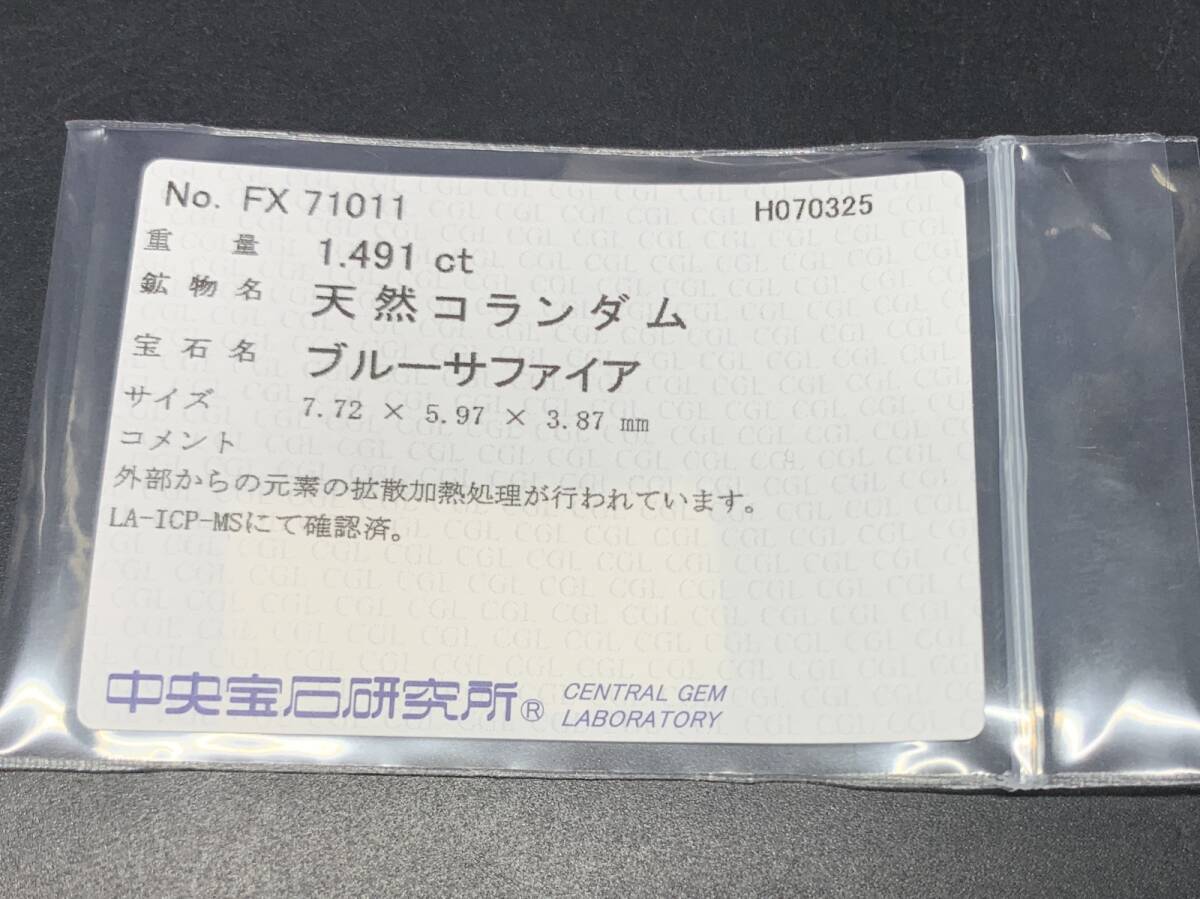 No. FX 71011 H070325
重 量 1.491 ct
鉱物名 天然コランダム
宝石名 ブルーサファイア
サイズ 7.72 × 5.97 × 3.87 mm
コメント
外部からの元素の拡散加熱処理が行われています。
LA-ICP-MSにて確認済。
中央宝石研究所® CENTRAL GEM
LABORATORY